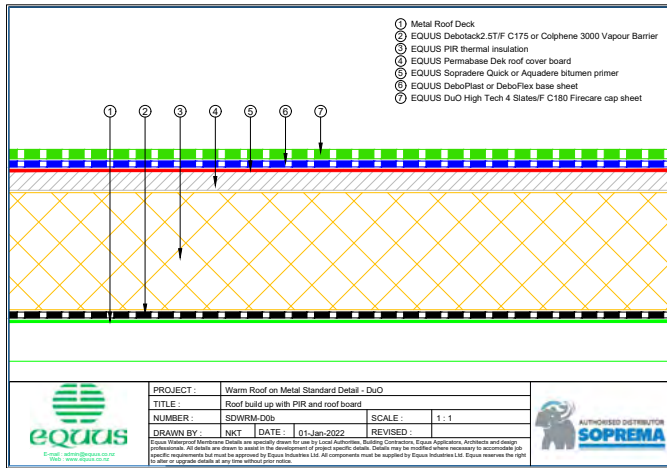 1 Metal Roof Deck
2 EQUUS Debotack2.5T/F C175 or Colphene 3000 Vapour Barrier
3 EQUUS PIR thermal insulation
4 EQUUS Permabase Dek roof cover board
5 EQUUS Sopradere Quick or Aquadere bitumen primer
6 EQUUS DeboPlast or DeboFlex base sheet
7 EQUUS DuO High Tech 4 Slates/F C180 Firecare cap sheet
1 2 3 4 5 6 7
equus
E-mail : admin@equus.co.nz
Web : www.equus.co.nz
PROJECT : Warm Roof on Metal Standard Detail - DuO
TITLE : Roof build up with PIR and roof board
NUMBER : SDWRM-D0b SCALE : 1 : 1
DRAWN BY : NKT DATE : 01-Jan-2022 REVISED :
Equus Waterproof Membrane Details are specially drawn for use by Local Authorities, Building Contractors, Equus Applicators, Architects and design
professionals. All details are drawn to assist in the development of project specific details. Details may be modified where necessary to accomodate job
specific requirements but must be approved by Equus Industries Ltd. All components must be supplied by Equus Industries Ltd. Equus reserves the right
to alter or upgrade details at any time without prior notice.
AUTHORISED DISTRIBUTOR
SOPREMA